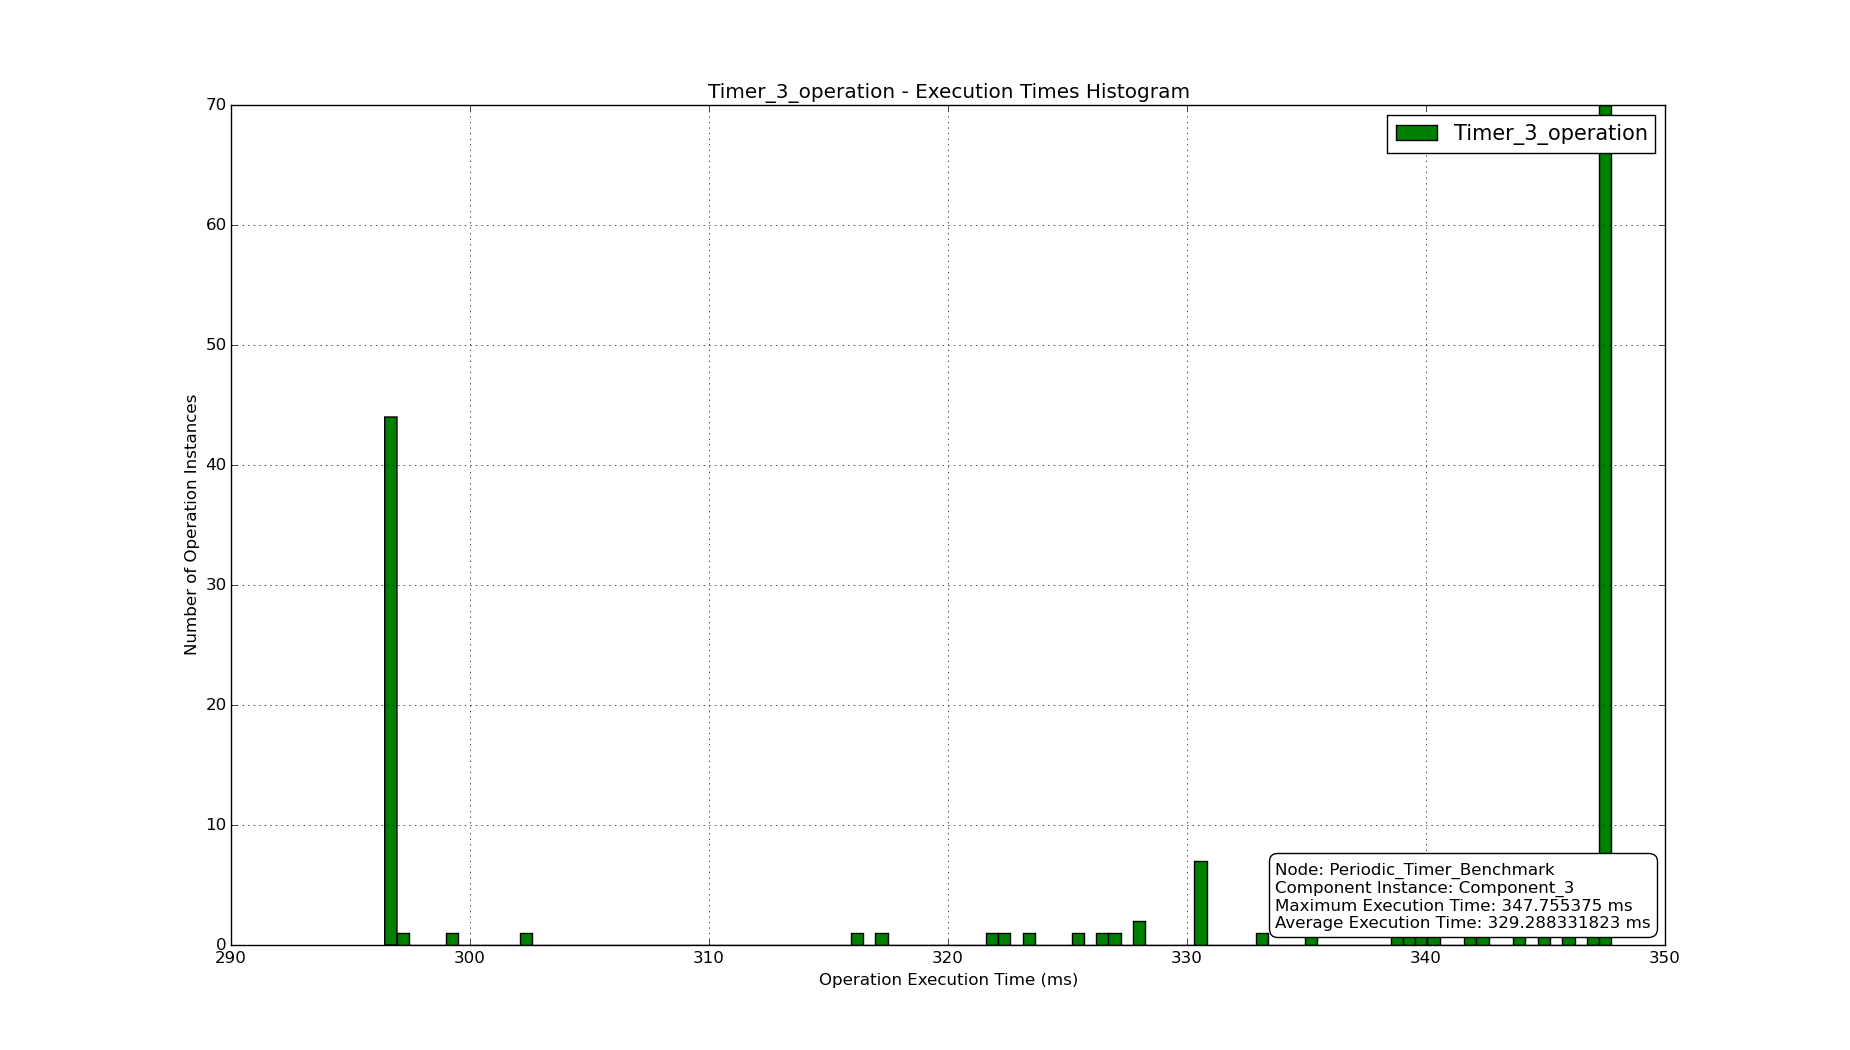 Timer_3_operation - Execution Times Histogram
Timer_3_operation
70
60
50
40
30
20
10
0
Number of Operation Instances
Node: Periodic_Timer_Benchmark
Component Instance: Component_3
Maximum Execution Time: 347.755375 ms
Average Execution Time: 329.288331823 ms
290 300 310 320 330 340 350
Operation Execution Time (ms)